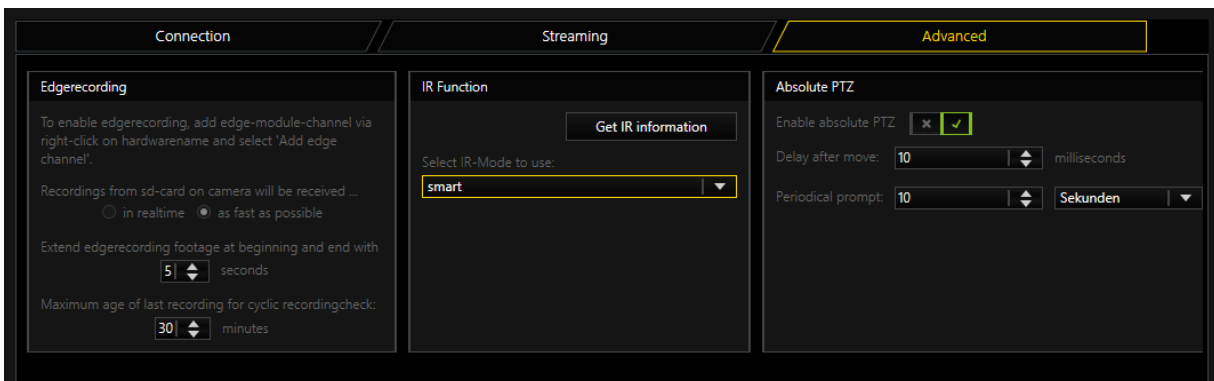 Connection
Streaming
Advanced
Edgerecording
To enable edgerecording, add edge-module-channel via
right-click on hardwarename and select 'Add edge
channel'.
Recordings from sd-card on camera will be received ...
in realtime as fast as possible
Extend edgerecording footage at beginning and end with
5 seconds
Maximum age of last recording for cyclic recordingcheck:
30 minutes
IR Function
Get IR information
Select IR-Mode to use:
smart
Absolute PTZ
Enable absolute PTZ
Delay after move: 10 milliseconds
Periodical prompt: 10 Sekunden